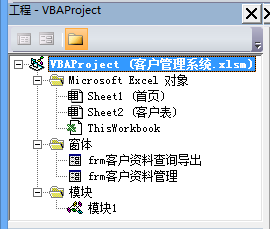 工程 - VBAProject
VBAProject (客户管理系统.xlsm)
Microsoft Excel 对象
Sheet1 (首页)
Sheet2 (客户表)
ThisWorkbook
窗体
frm客户资料查询导出
frm客户资料管理
模块
模块1